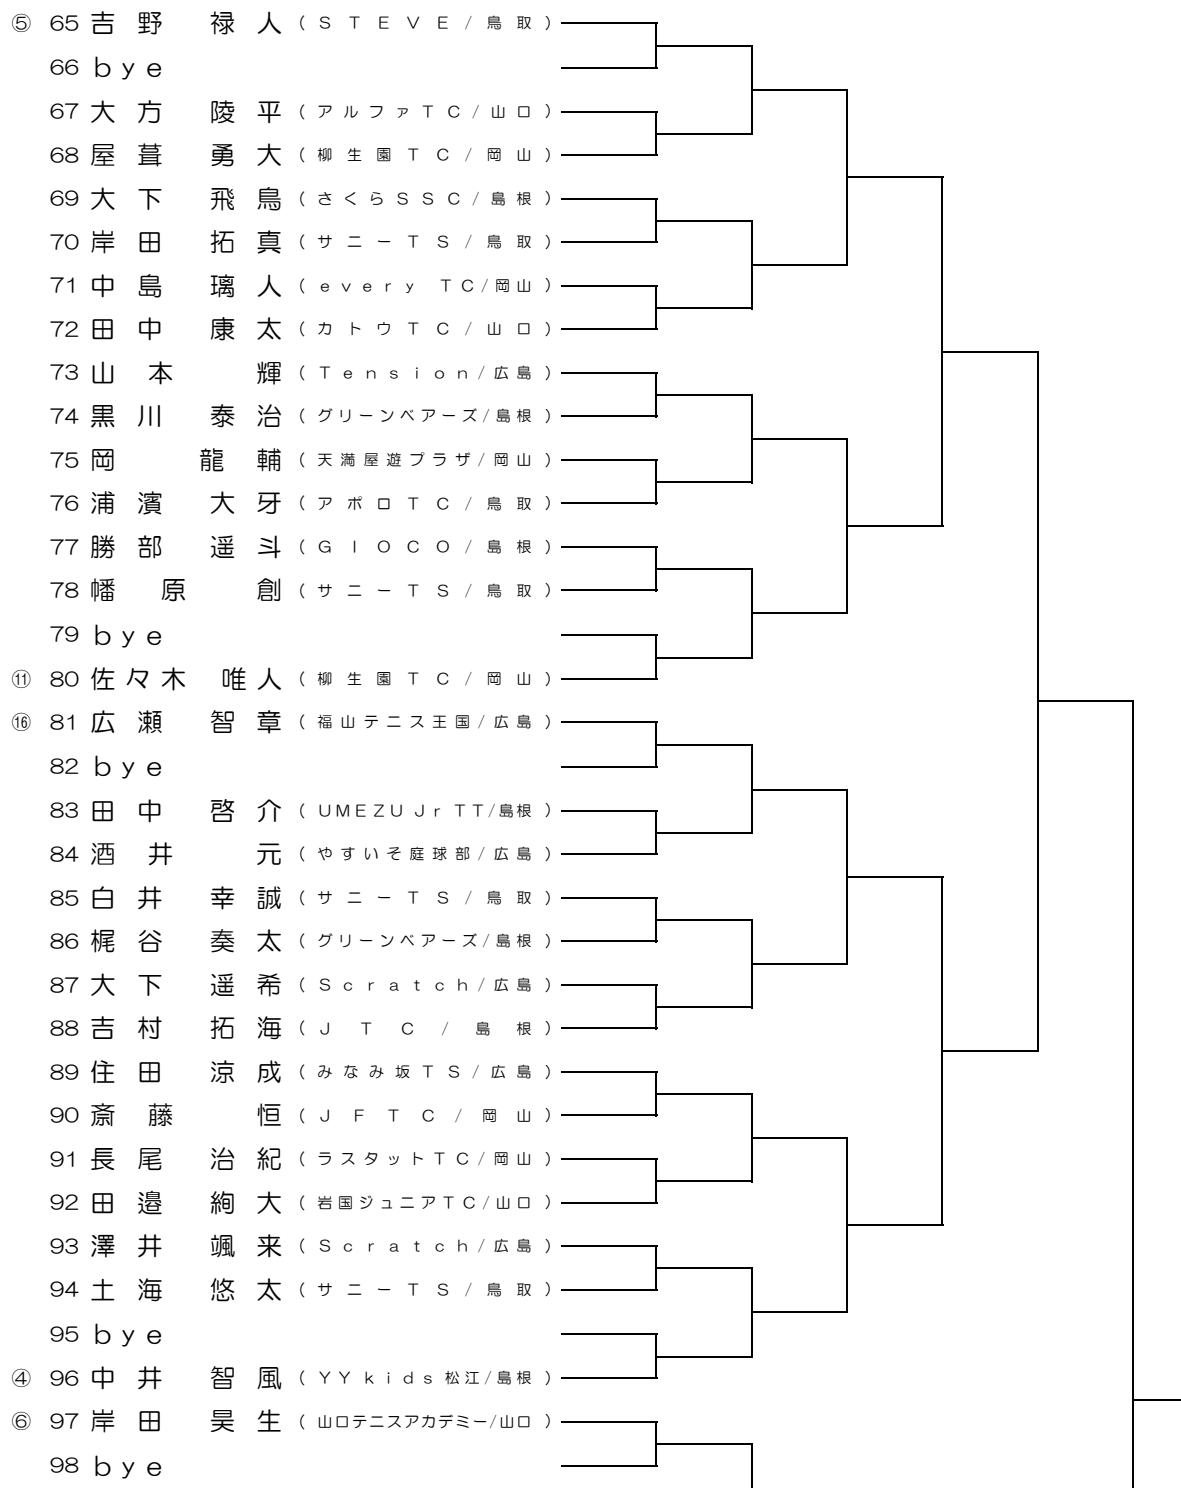 ⑤ 65 吉野 禄人 (STEVE/鳥取)
66 bye
67 大方 陵平 (アルファTC/山口)
68 屋葺 勇大 (柳生園TC/岡山)
69 大下 飛鳥 (さくらSSC/島根)
70 岸田 拓真 (サニーTS/鳥取)
71 中島 璃人 (every TC/岡山)
72 田中 康太 (カトウTC/山口)
73 山本 輝 (Tension/広島)
74 黒川 泰治 (グリーンベアーズ/島根)
75 岡 龍輔 (天満屋遊プラザ/岡山)
76 浦濱 大牙 (アポロTC/鳥取)
77 勝部 遥斗 (GIOCO/島根)
78 幡原 創 (サニーTS/鳥取)
79 bye
⑪ 80 佐々木 唯人 (柳生園TC/岡山)
⑯ 81 広瀬 智章 (福山テニス王国/広島)
82 bye
83 田中 啓介 (UMEZU Jr TT/島根)
84 酒井 元 (やすいそ庭球部/広島)
85 白井 幸誠 (サニーTS/鳥取)
86 梶谷 奏太 (グリーンベアーズ/島根)
87 大下 遥希 (Scratch/広島)
88 吉村 拓海 (JTC/島根)
89 住田 涼成 (みなみ坂TS/広島)
90 斎藤 恒 (JFTC/岡山)
91 長尾 治紀 (ラスタットTC/岡山)
92 田邉 絢大 (岩国ジュニアTC/山口)
93 澤井 颯来 (Scratch/広島)
94 土海 悠太 (サニーTS/鳥取)
95 bye
④ 96 中井 智風 (YYkids松江/島根)
⑥ 97 岸田 昊生 (山口テニスアカデミー/山口)
98 bye